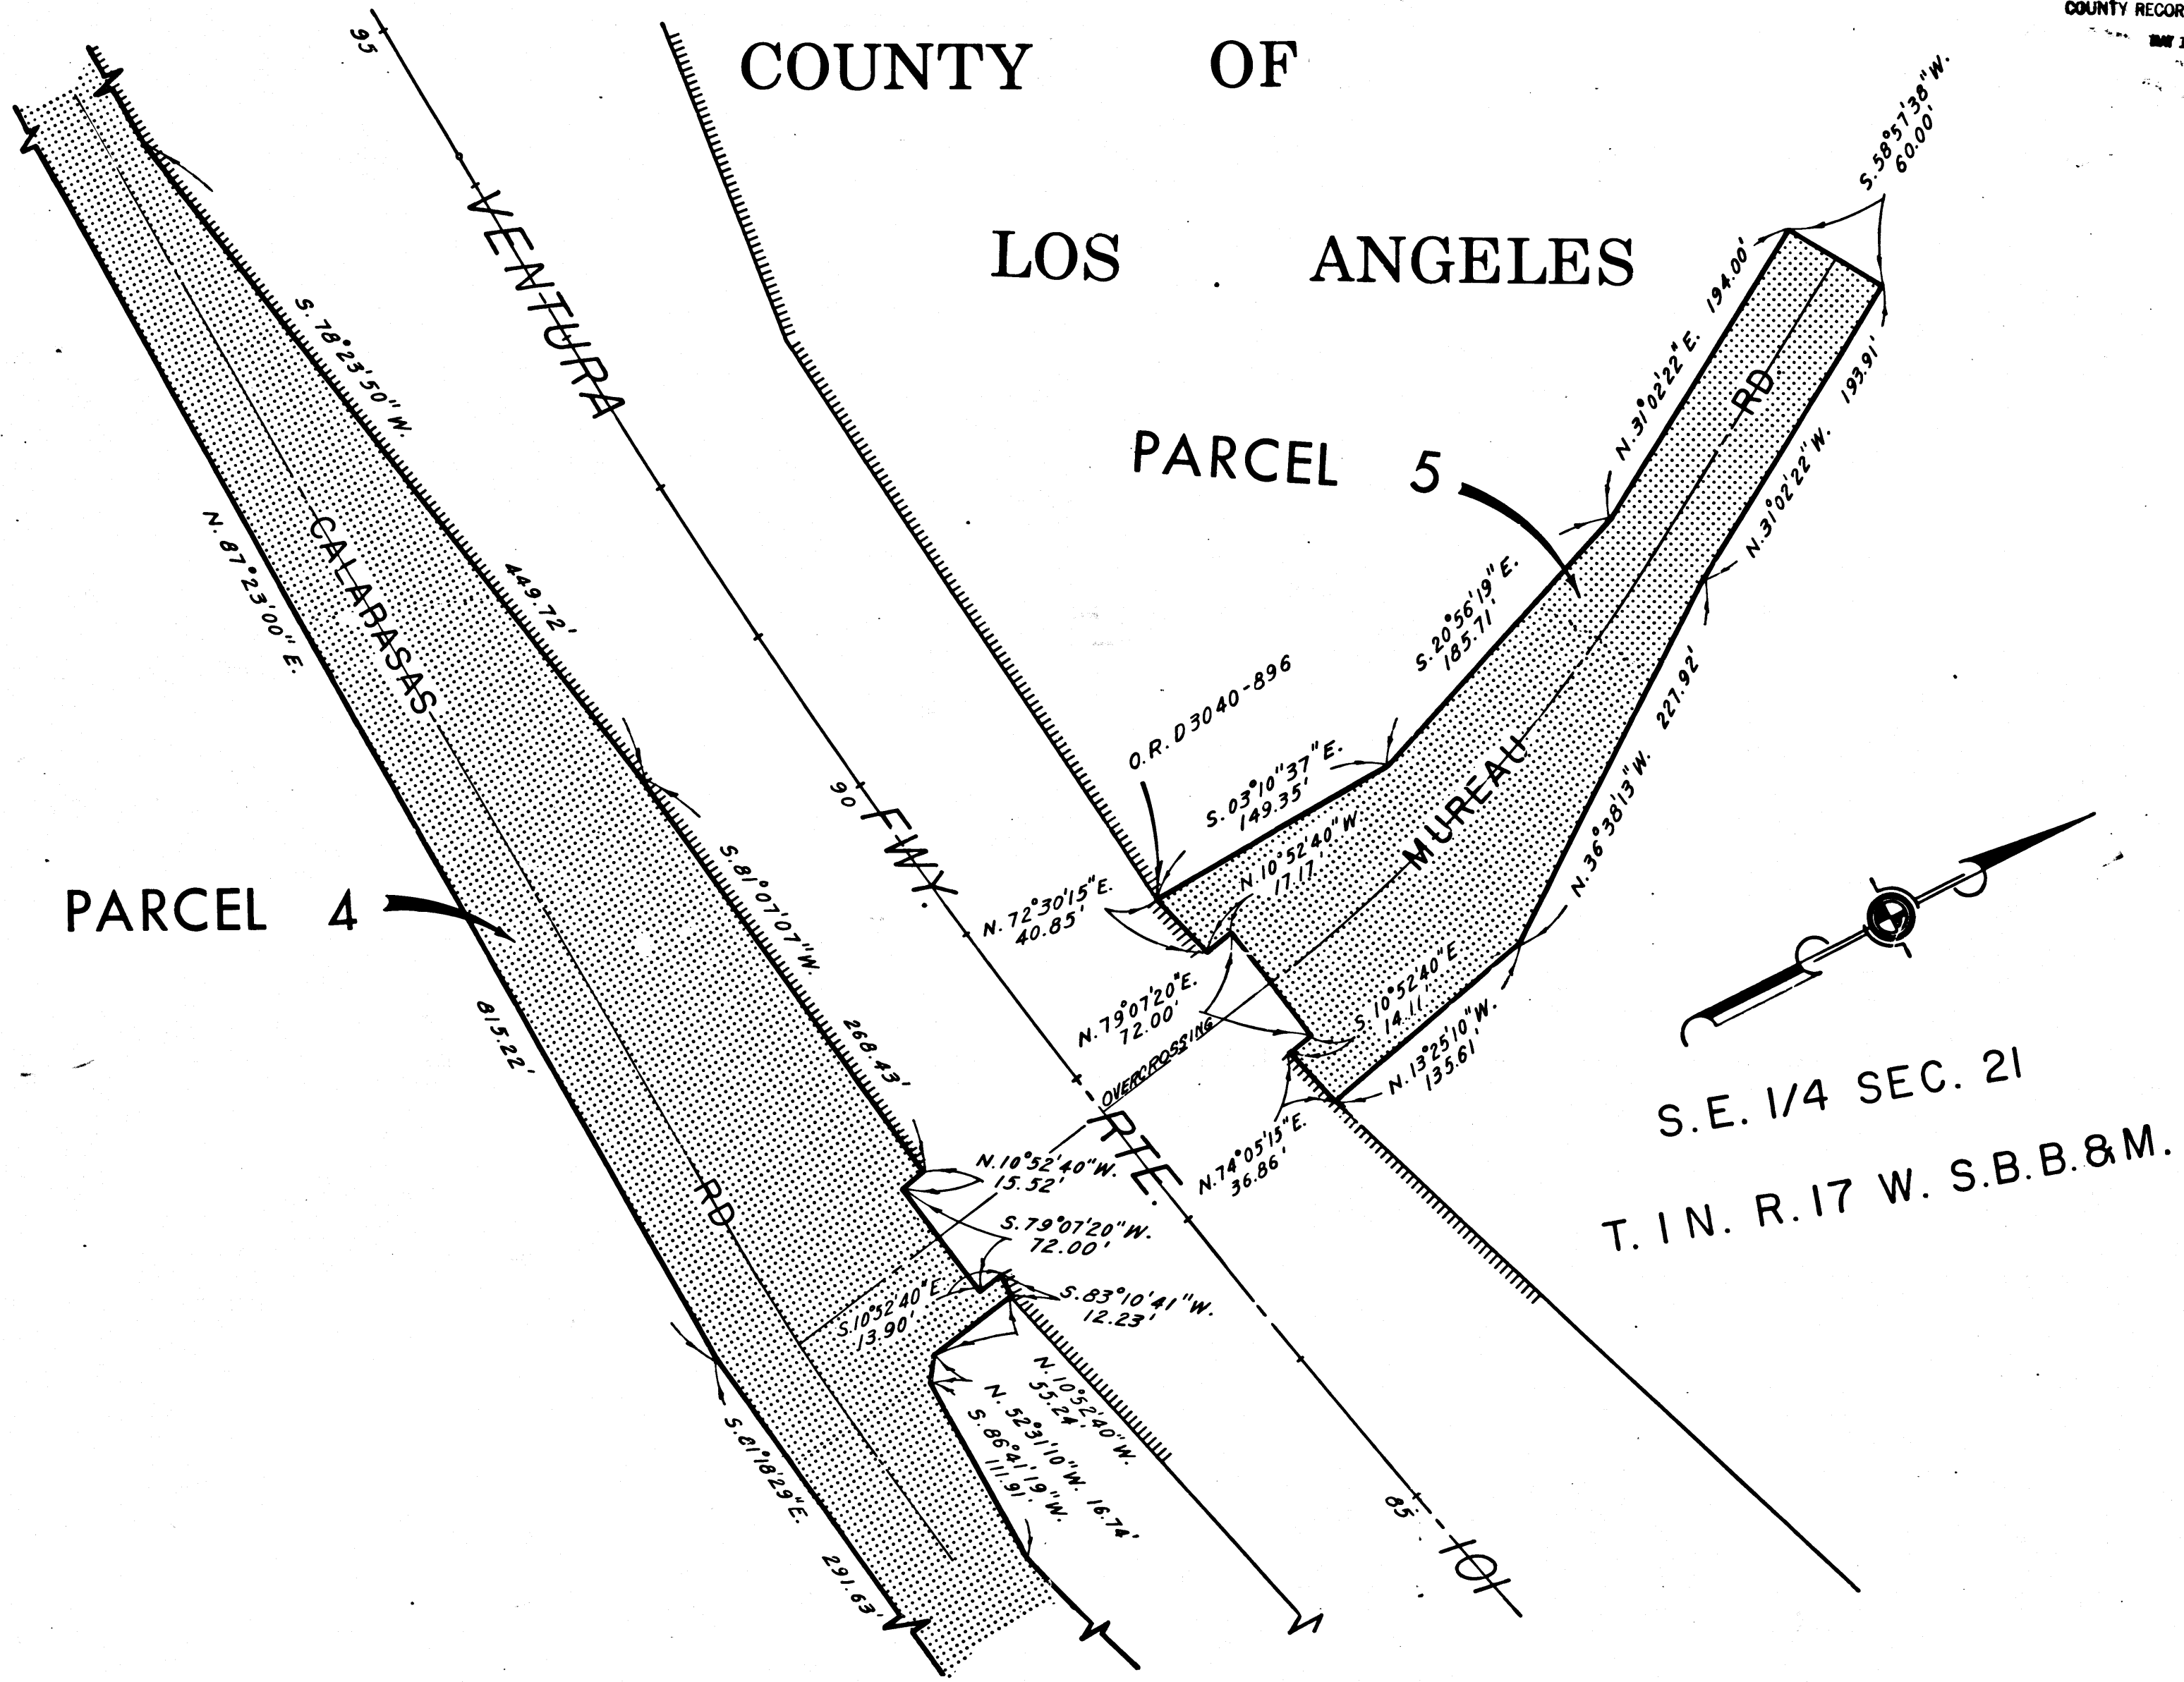 COUNTY RECOR
COUNTY OF
LOS ANGELES
95
VENTURA
FWY.
RTE.
101
90
85
S.58°57'38"W.
60.00'
N.31°02'22"E. 194.00'
193.91'
N.31°02'22"W.
PARCEL 5
RD
MUREAU
S.20°56'19"E.
185.71'
227.92'
N.36°38'13"W.
O.R. D3040-896
S.03°10"37"E.
149.35'
N.10°52'40"W.
17.17'
N.72°30'15"E.
40.85'
N.79°07'20"E.
72.00'
OVERCROSSING
S.10°52'40"E
14.11'
N.13°25'10"W.
135.61'
N.74°05'15"E.
36.86'
S.78°23'50"W.
449.72'
N.87°23'00"E.
CALABASAS
RD
PARCEL 4
815.22'
S.81°07'07"W.
268.43'
N.10°52'40"W.
15.52'
S.79°07'20"W.
72.00'
S.10°52'40"E
13.90'
S.83°10'41"W.
12.23'
N.10°52'40"W.
55.24'
N.52°31'10"W. 16.74'
S.86°41'19"W.
111.91'
S.81°18'29"E.
291.63'
S.E. 1/4 SEC. 21
T. 1 N. R. 17 W. S.B.B.&M.